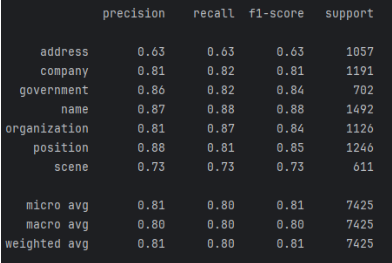 precision recall f1-score support
address 0.63 0.63 0.63 1057
company 0.81 0.82 0.81 1191
government 0.86 0.82 0.84 702
name 0.87 0.88 0.88 1492
organization 0.81 0.87 0.84 1126
position 0.88 0.81 0.85 1246
scene 0.73 0.73 0.73 611
micro avg 0.81 0.80 0.81 7425
macro avg 0.80 0.80 0.80 7425
weighted avg 0.81 0.80 0.81 7425